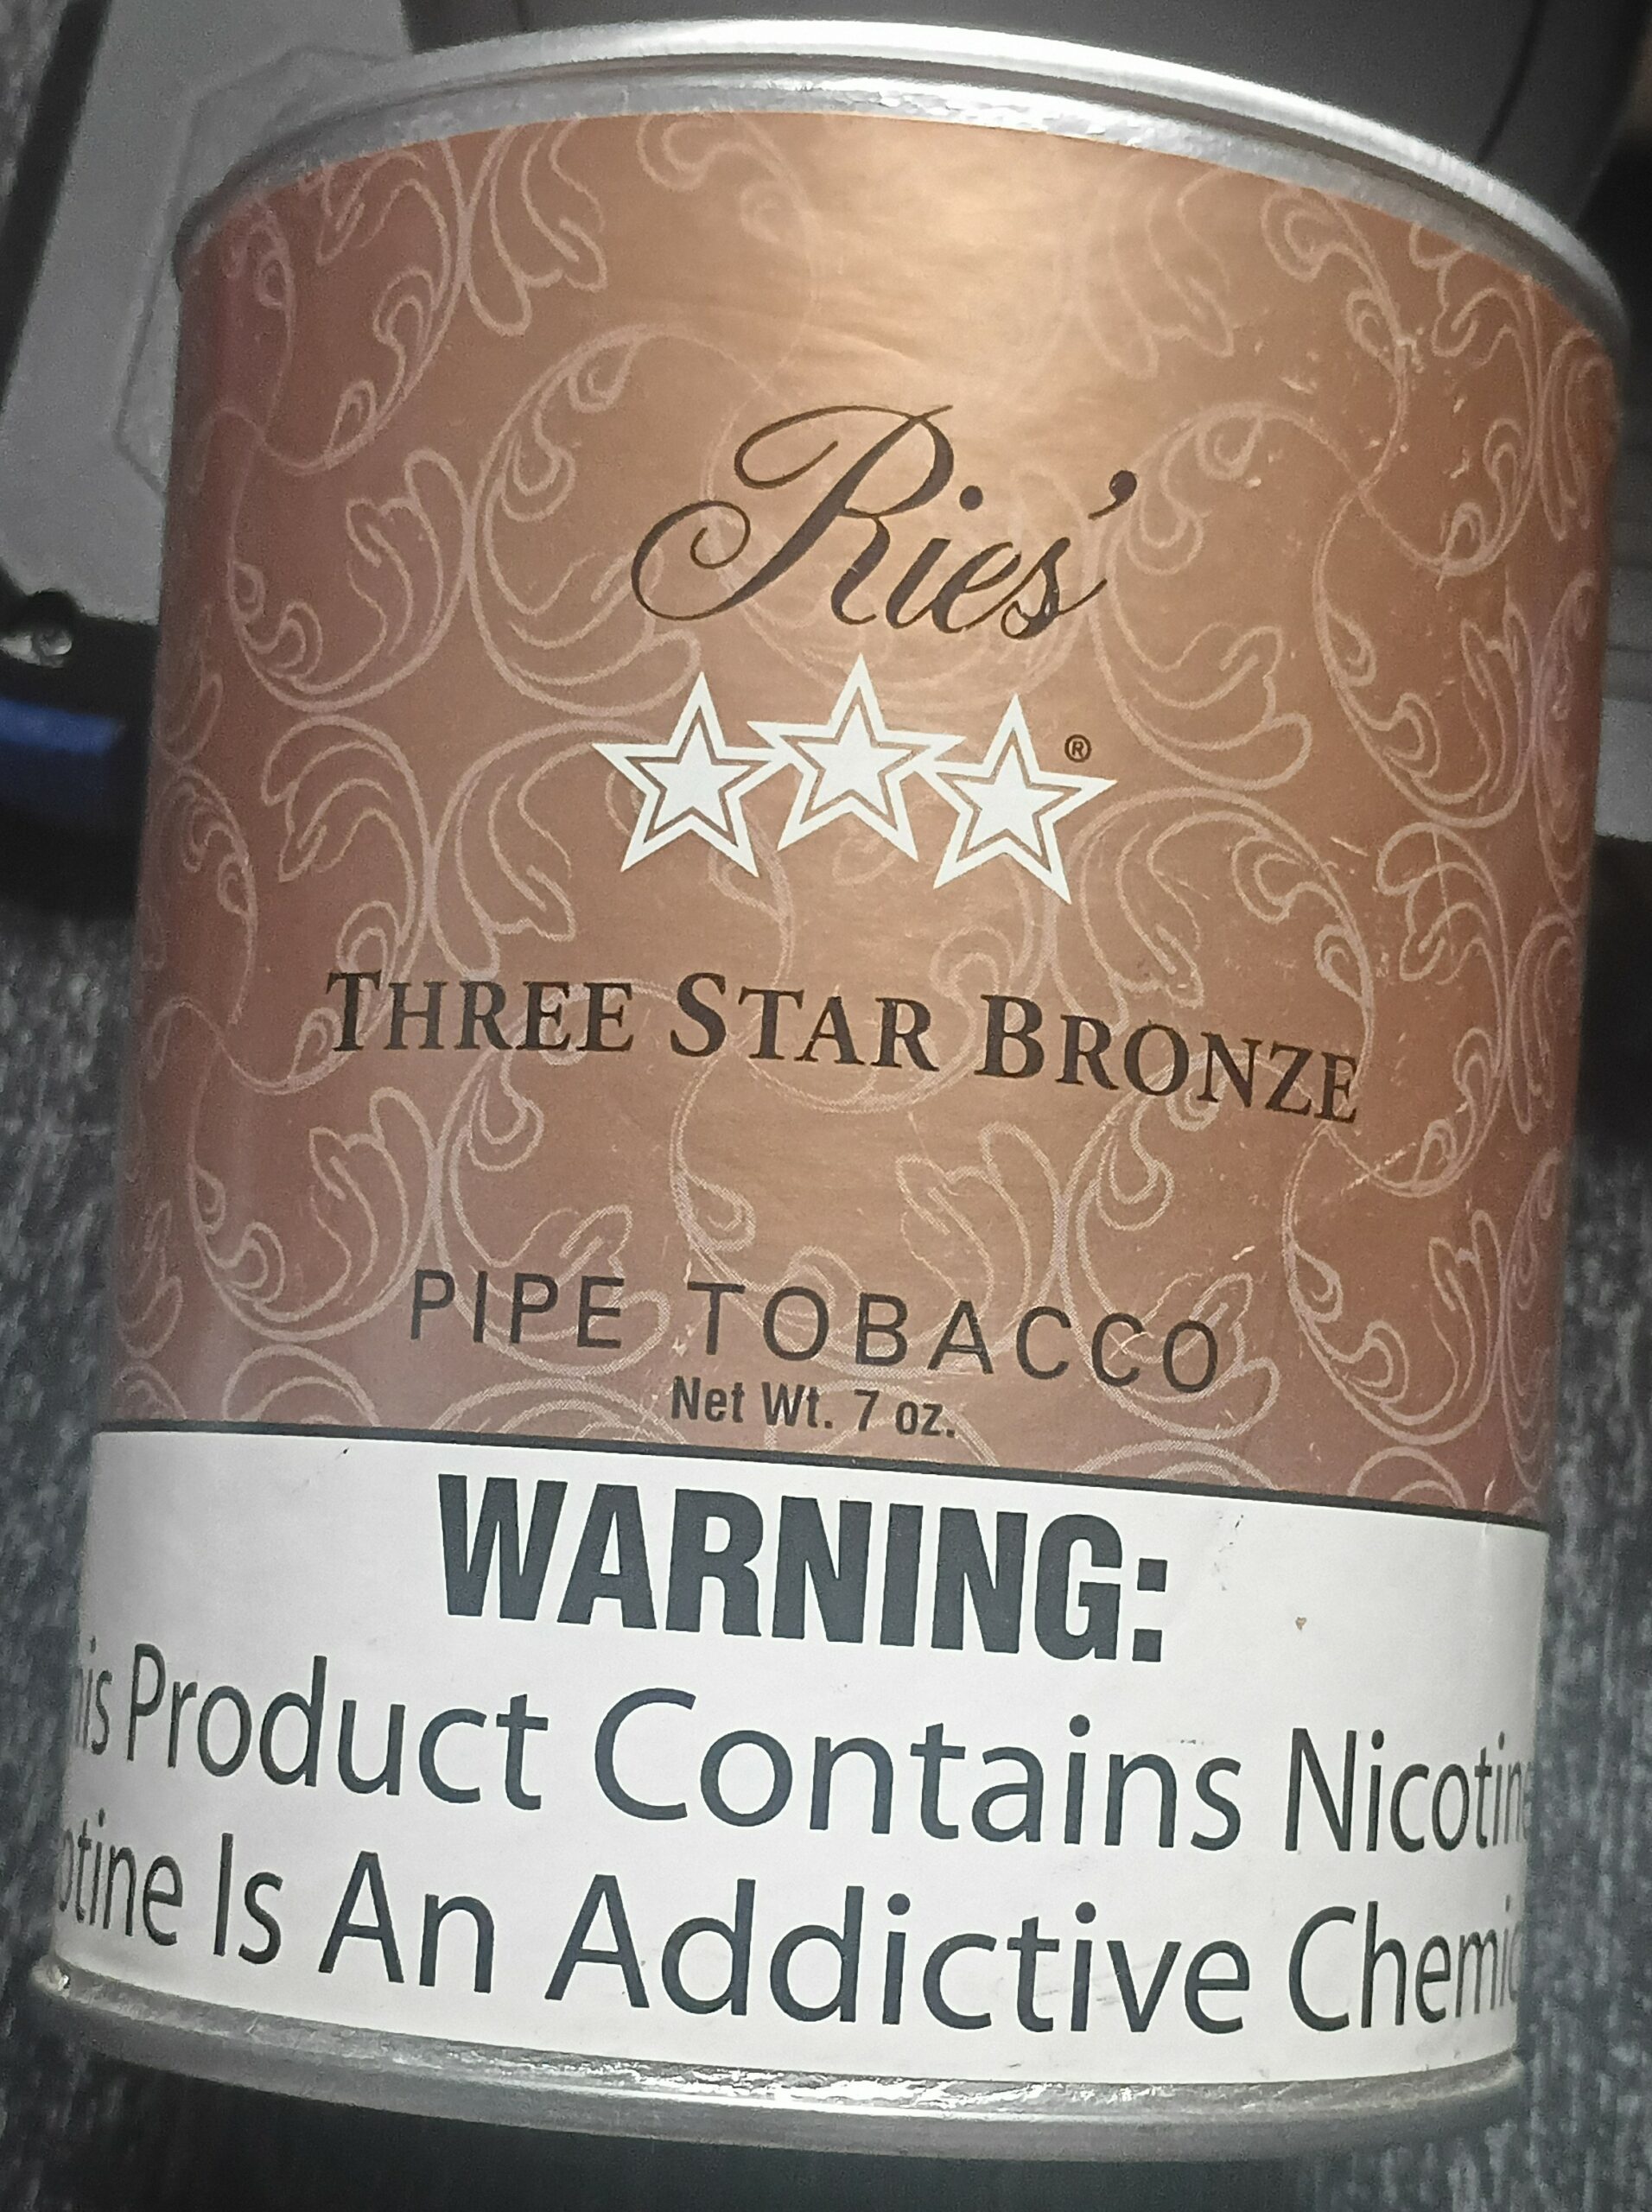 Ries'
®
THREE STAR BRONZE
PIPE TOBACCO
Net Wt. 7 oz.
WARNING:
Product Contains
Is An Addictive